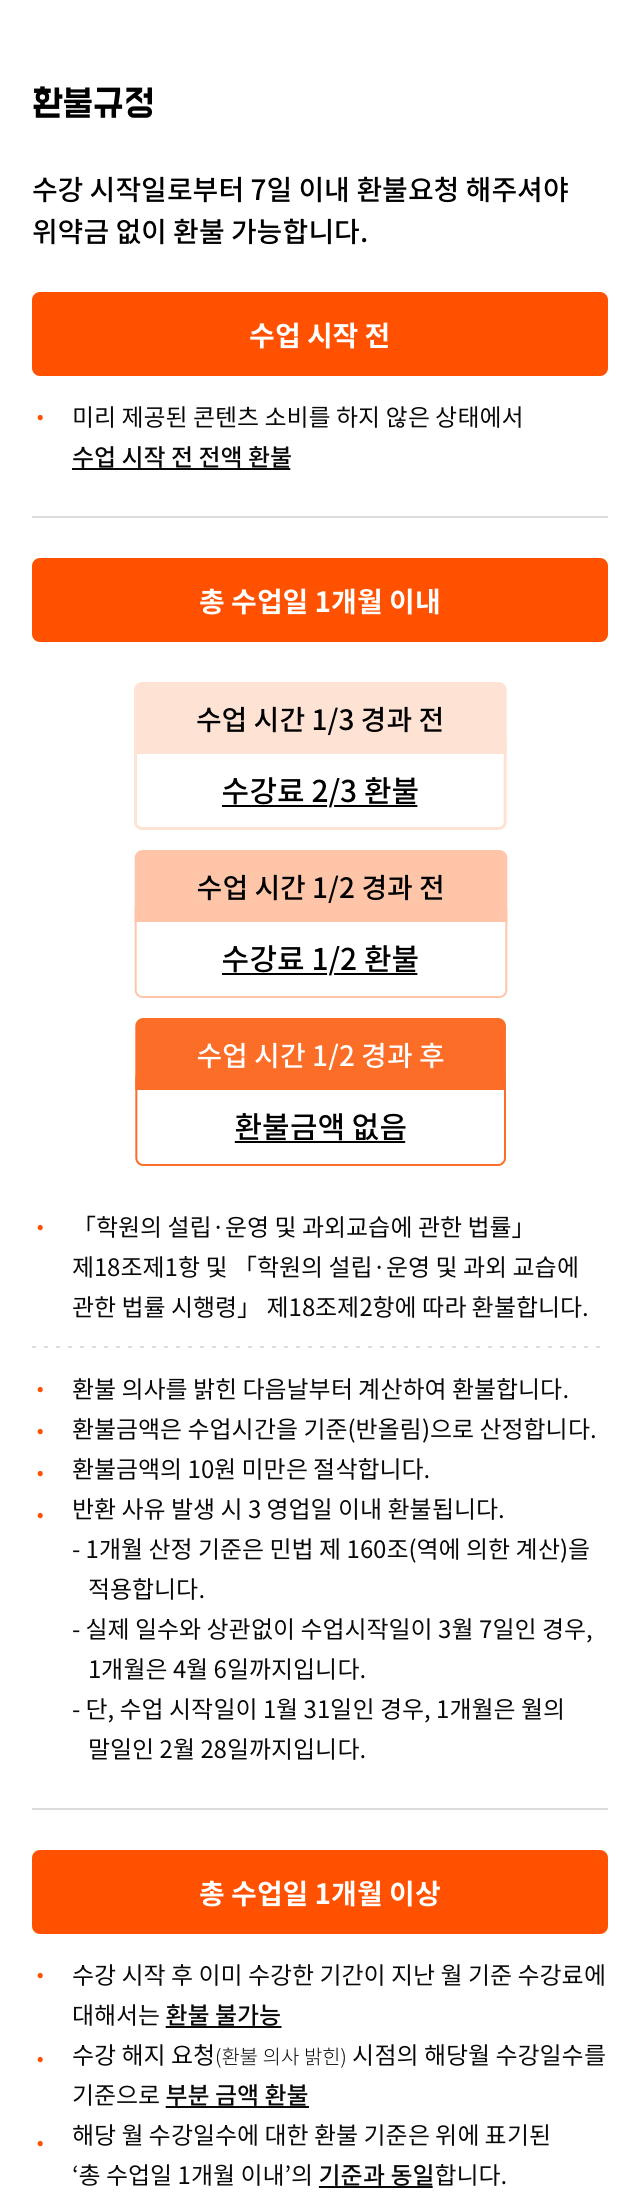 환불규정
수강 시작일로부터 7일 이내 환불요청 해주셔야
위약금 없이 환불 가능합니다.
수업 시작 전
• 미리 제공된 콘텐츠 소비를 하지 않은 상태에서
수업 시작 전 전액 환불
총 수업일 1개월 이내
수업 시간 1/3 경과 전
수강료 2/3 환불
수업 시간 1/2 경과 전
수강료 1/2 환불
수업 시간 1/2 경과 후
환불금액 없음
• 「학원의 설립·운영 및 과외교습에 관한 법률」
제18조제1항 및 「학원의 설립·운영 및 과외 교습에
관한 법률 시행령」 제18조제2항에 따라 환불합니다.
• 환불 의사를 밝힌 다음날부터 계산하여 환불합니다.
• 환불금액은 수업시간을 기준(반올림)으로 산정합니다.
• 환불금액의 10원 미만은 절삭합니다.
• 반환 사유 발생 시 3 영업일 이내 환불됩니다.
- 1개월 산정 기준은 민법 제 160조(역에 의한 계산)을
적용합니다.
- 실제 일수와 상관없이 수업시작일이 3월 7일인 경우,
1개월은 4월 6일까지입니다.
- 단, 수업 시작일이 1월 31일인 경우, 1개월은 월의
말일인 2월 28일까지입니다.
총 수업일 1개월 이상
• 수강 시작 후 이미 수강한 기간이 지난 월 기준 수강료에
대해서는 환불 불가능
• 수강 해지 요청(환불 의사 밝힌) 시점의 해당월 수강일수를
기준으로 부분 금액 환불
• 해당 월 수강일수에 대한 환불 기준은 위에 표기된
‘총 수업일 1개월 이내’의 기준과 동일합니다.